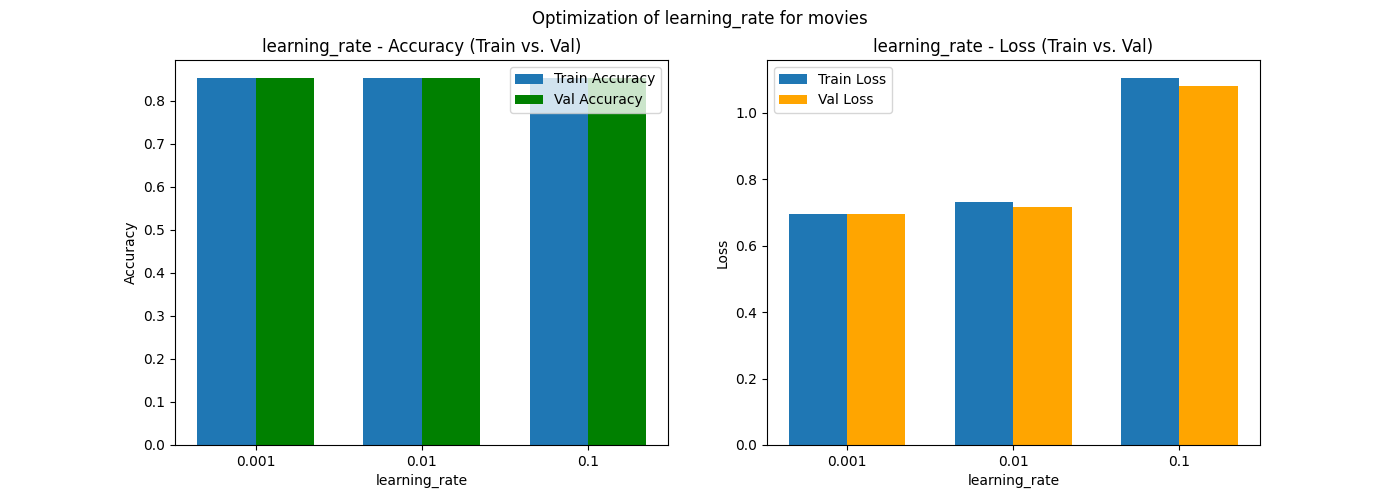 Optimization of learning_rate for movies
learning_rate - Accuracy (Train vs. Val)
Train Accuracy
Val Accuracy
Accuracy
0.8
0.7
0.6
0.5
0.4
0.3
0.2
0.1
0.0
0.001
0.01
0.1
learning_rate
learning_rate - Loss (Train vs. Val)
Train Loss
Val Loss
Loss
1.0
0.8
0.6
0.4
0.2
0.0
0.001
0.01
0.1
learning_rate